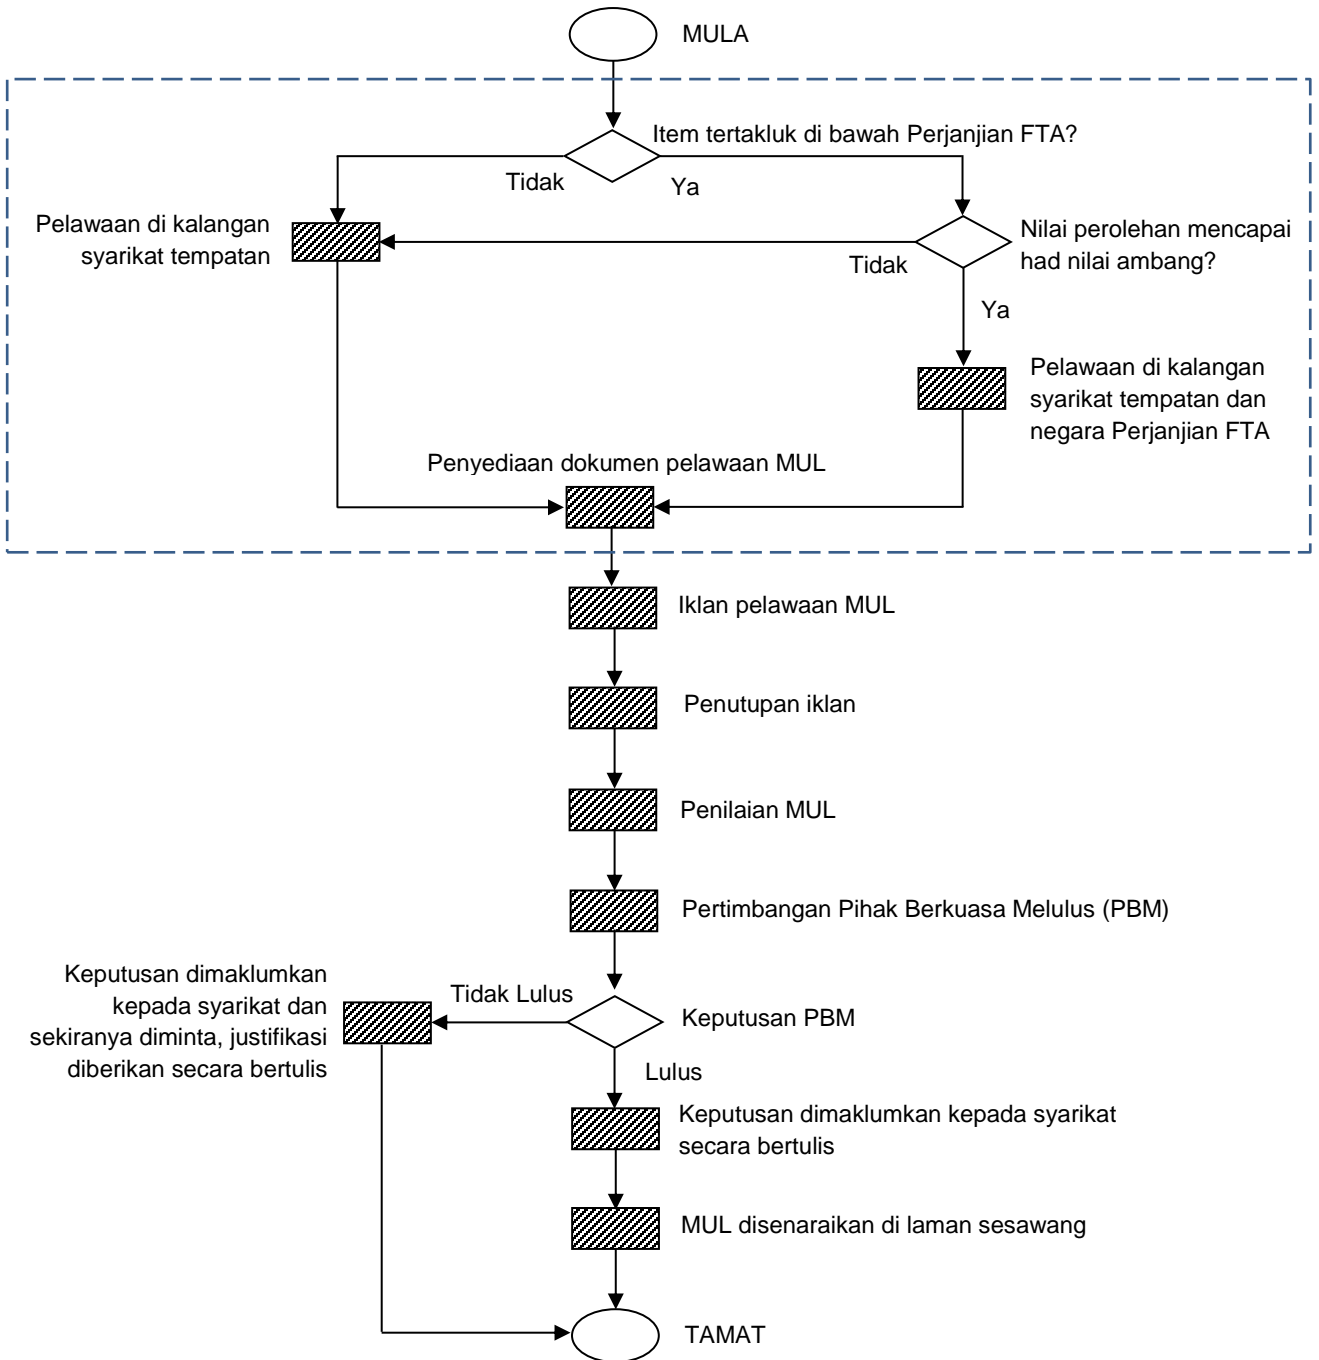 MULA
Item tertakluk di bawah Perjanjian FTA?
Tidak
Ya
Pelawaan di kalangan
syarikat tempatan
Nilai perolehan mencapai
had nilai ambang?
Tidak
Ya
Pelawaan di kalangan
syarikat tempatan dan
negara Perjanjian FTA
Penyediaan dokumen pelawaan MUL
Iklan pelawaan MUL
Penutupan iklan
Penilaian MUL
Pertimbangan Pihak Berkuasa Melulus (PBM)
Keputusan dimaklumkan
kepada syarikat dan
sekiranya diminta, justifikasi
diberikan secara bertulis
Tidak Lulus
Keputusan PBM
Lulus
Keputusan dimaklumkan kepada syarikat
secara bertulis
MUL disenaraikan di laman sesawang
TAMAT